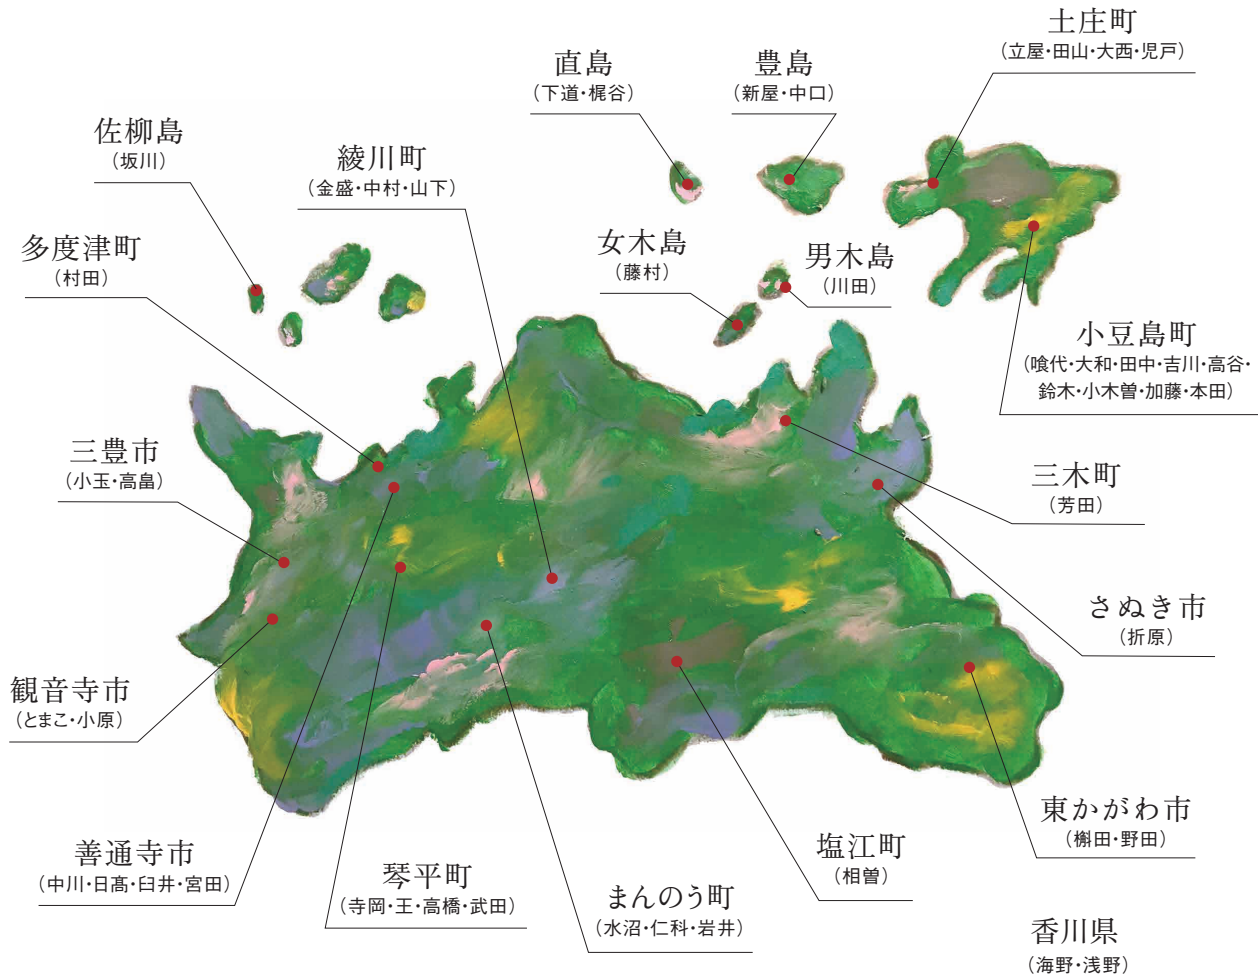 土庄町
(立屋・田山・大西・児戸)
直島
(下道・梶谷)
豊島
(新屋・中口)
佐柳島
(坂川)
綾川町
(金盛・中村・山下)
多度津町
(村田)
女木島
(藤村)
男木島
(川田)
小豆島町
(喰代・大和・田中・吉川・高谷・
鈴木・小木曽・加藤・本田)
三豊市
(小玉・高畠)
三木町
(芳田)
さぬき市
(折原)
観音寺市
(とまこ・小原)
東かがわ市
(槲田・野田)
善通寺市
(中川・日髙・臼井・宮田)
琴平町
(寺岡・王・高橋・武田)
まんのう町
(水沼・仁科・岩井)
塩江町
(相曽)
香川県
(海野・浅野)